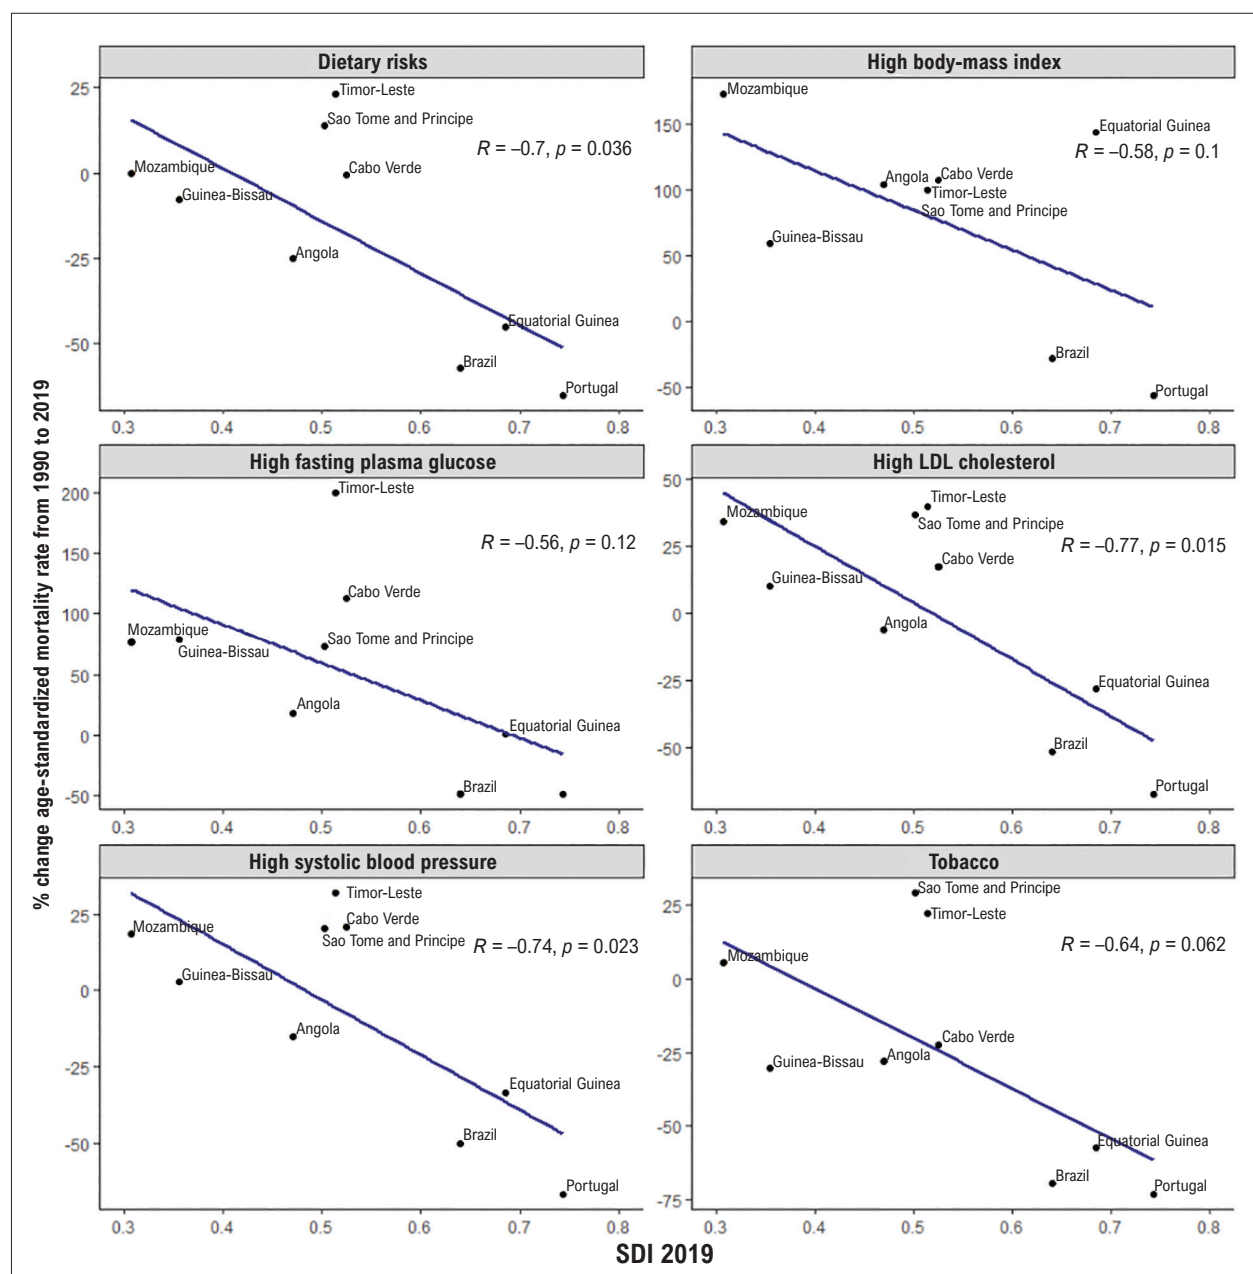 % change age-standardized mortality rate from 1990 to 2019
Dietary risks
25
0
-25
-50
Timor-Leste
Sao Tome and Principe
R = –0.7, p = 0.036
Mozambique
Cabo Verde
Guinea-Bissau
Angola
Equatorial Guinea
Brazil
Portugal
0.3 0.4 0.5 0.6 0.7 0.8
High body-mass index
150
100
50
0
-50
Mozambique
Equatorial Guinea
R = –0.58, p = 0.1
Angola
Cabo Verde
Timor-Leste
Sao Tome and Principe
Guinea-Bissau
Brazil
Portugal
0.3 0.4 0.5 0.6 0.7 0.8
High fasting plasma glucose
200
150
100
50
0
-50
Timor-Leste
R = –0.56, p = 0.12
Cabo Verde
Mozambique
Sao Tome and Principe
Guinea-Bissau
Angola
Equatorial Guinea
Brazil
0.3 0.4 0.5 0.6 0.7 0.8
High LDL cholesterol
50
25
0
-25
-50
Timor-Leste
Mozambique
Sao Tome and Principe
R = –0.77, p = 0.015
Cabo Verde
Guinea-Bissau
Angola
Equatorial Guinea
Brazil
Portugal
0.3 0.4 0.5 0.6 0.7 0.8
High systolic blood pressure
25
0
-25
-50
Timor-Leste
Cabo Verde
Mozambique
Sao Tome and Principe
R = –0.74, p = 0.023
Guinea-Bissau
Angola
Equatorial Guinea
Brazil
Portugal
0.3 0.4 0.5 0.6 0.7 0.8
Tobacco
25
0
-25
-50
-75
Sao Tome and Principe
Timor-Leste
R = –0.64, p = 0.062
Mozambique
Cabo Verde
Guinea-Bissau
Angola
Equatorial Guinea
Brazil
Portugal
0.3 0.4 0.5 0.6 0.7 0.8
SDI 2019